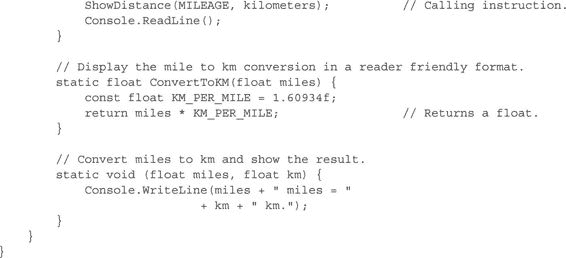 ShowDistance(MILEAGE, kilometers);          // Calling instruction.
            Console.ReadLine();
        }

        // Display the mile to km conversion in a reader friendly format.
        static float ConvertToKM(float miles) {
            const float KM_PER_MILE = 1.60934f;
            return miles * KM_PER_MILE;                 // Returns a float.
        }

        // Convert miles to km and show the result.
        static void (float miles, float km) {
            Console.WriteLine(miles + " miles = "
                            + km + " km.");
        }
    }
}